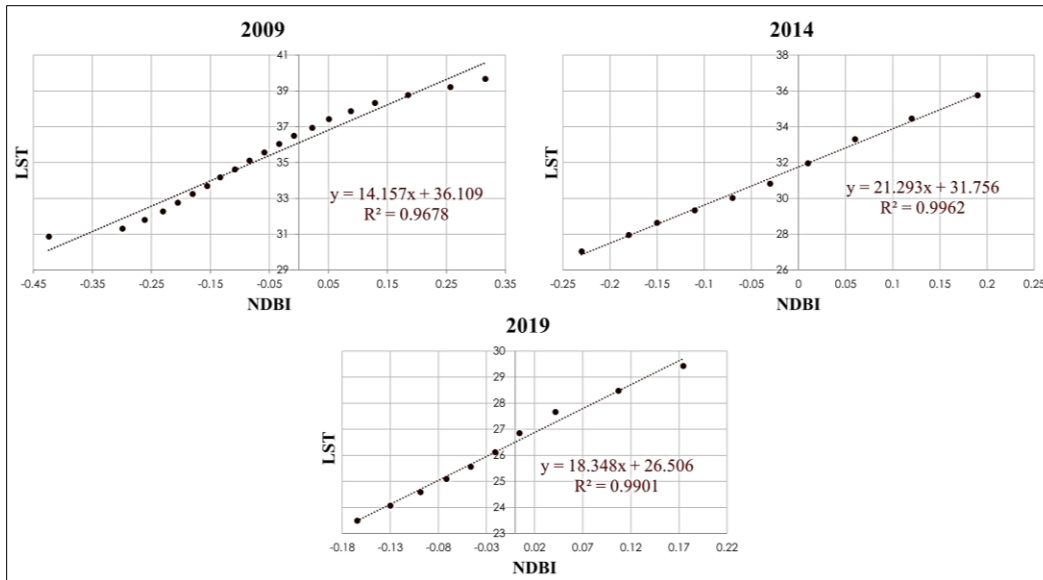 2009
41
39
37
35
33
31
29
LST
y = 14.157x + 36.109
R² = 0.9678
-0.45 -0.35 -0.25 -0.15 -0.05 0.05 0.15 0.25 0.35
NDBI
2014
36
34
32
30
28
26
LST
y = 21.293x + 31.756
R² = 0.9962
-0.25 -0.2 -0.15 -0.1 -0.05 0 0.05 0.1 0.15 0.2 0.25
NDBI
2019
30
29
28
27
26
25
24
23
LST
y = 18.348x + 26.506
R² = 0.9901
-0.18 -0.13 -0.08 -0.03 0.02 0.07 0.12 0.17 0.22
NDBI